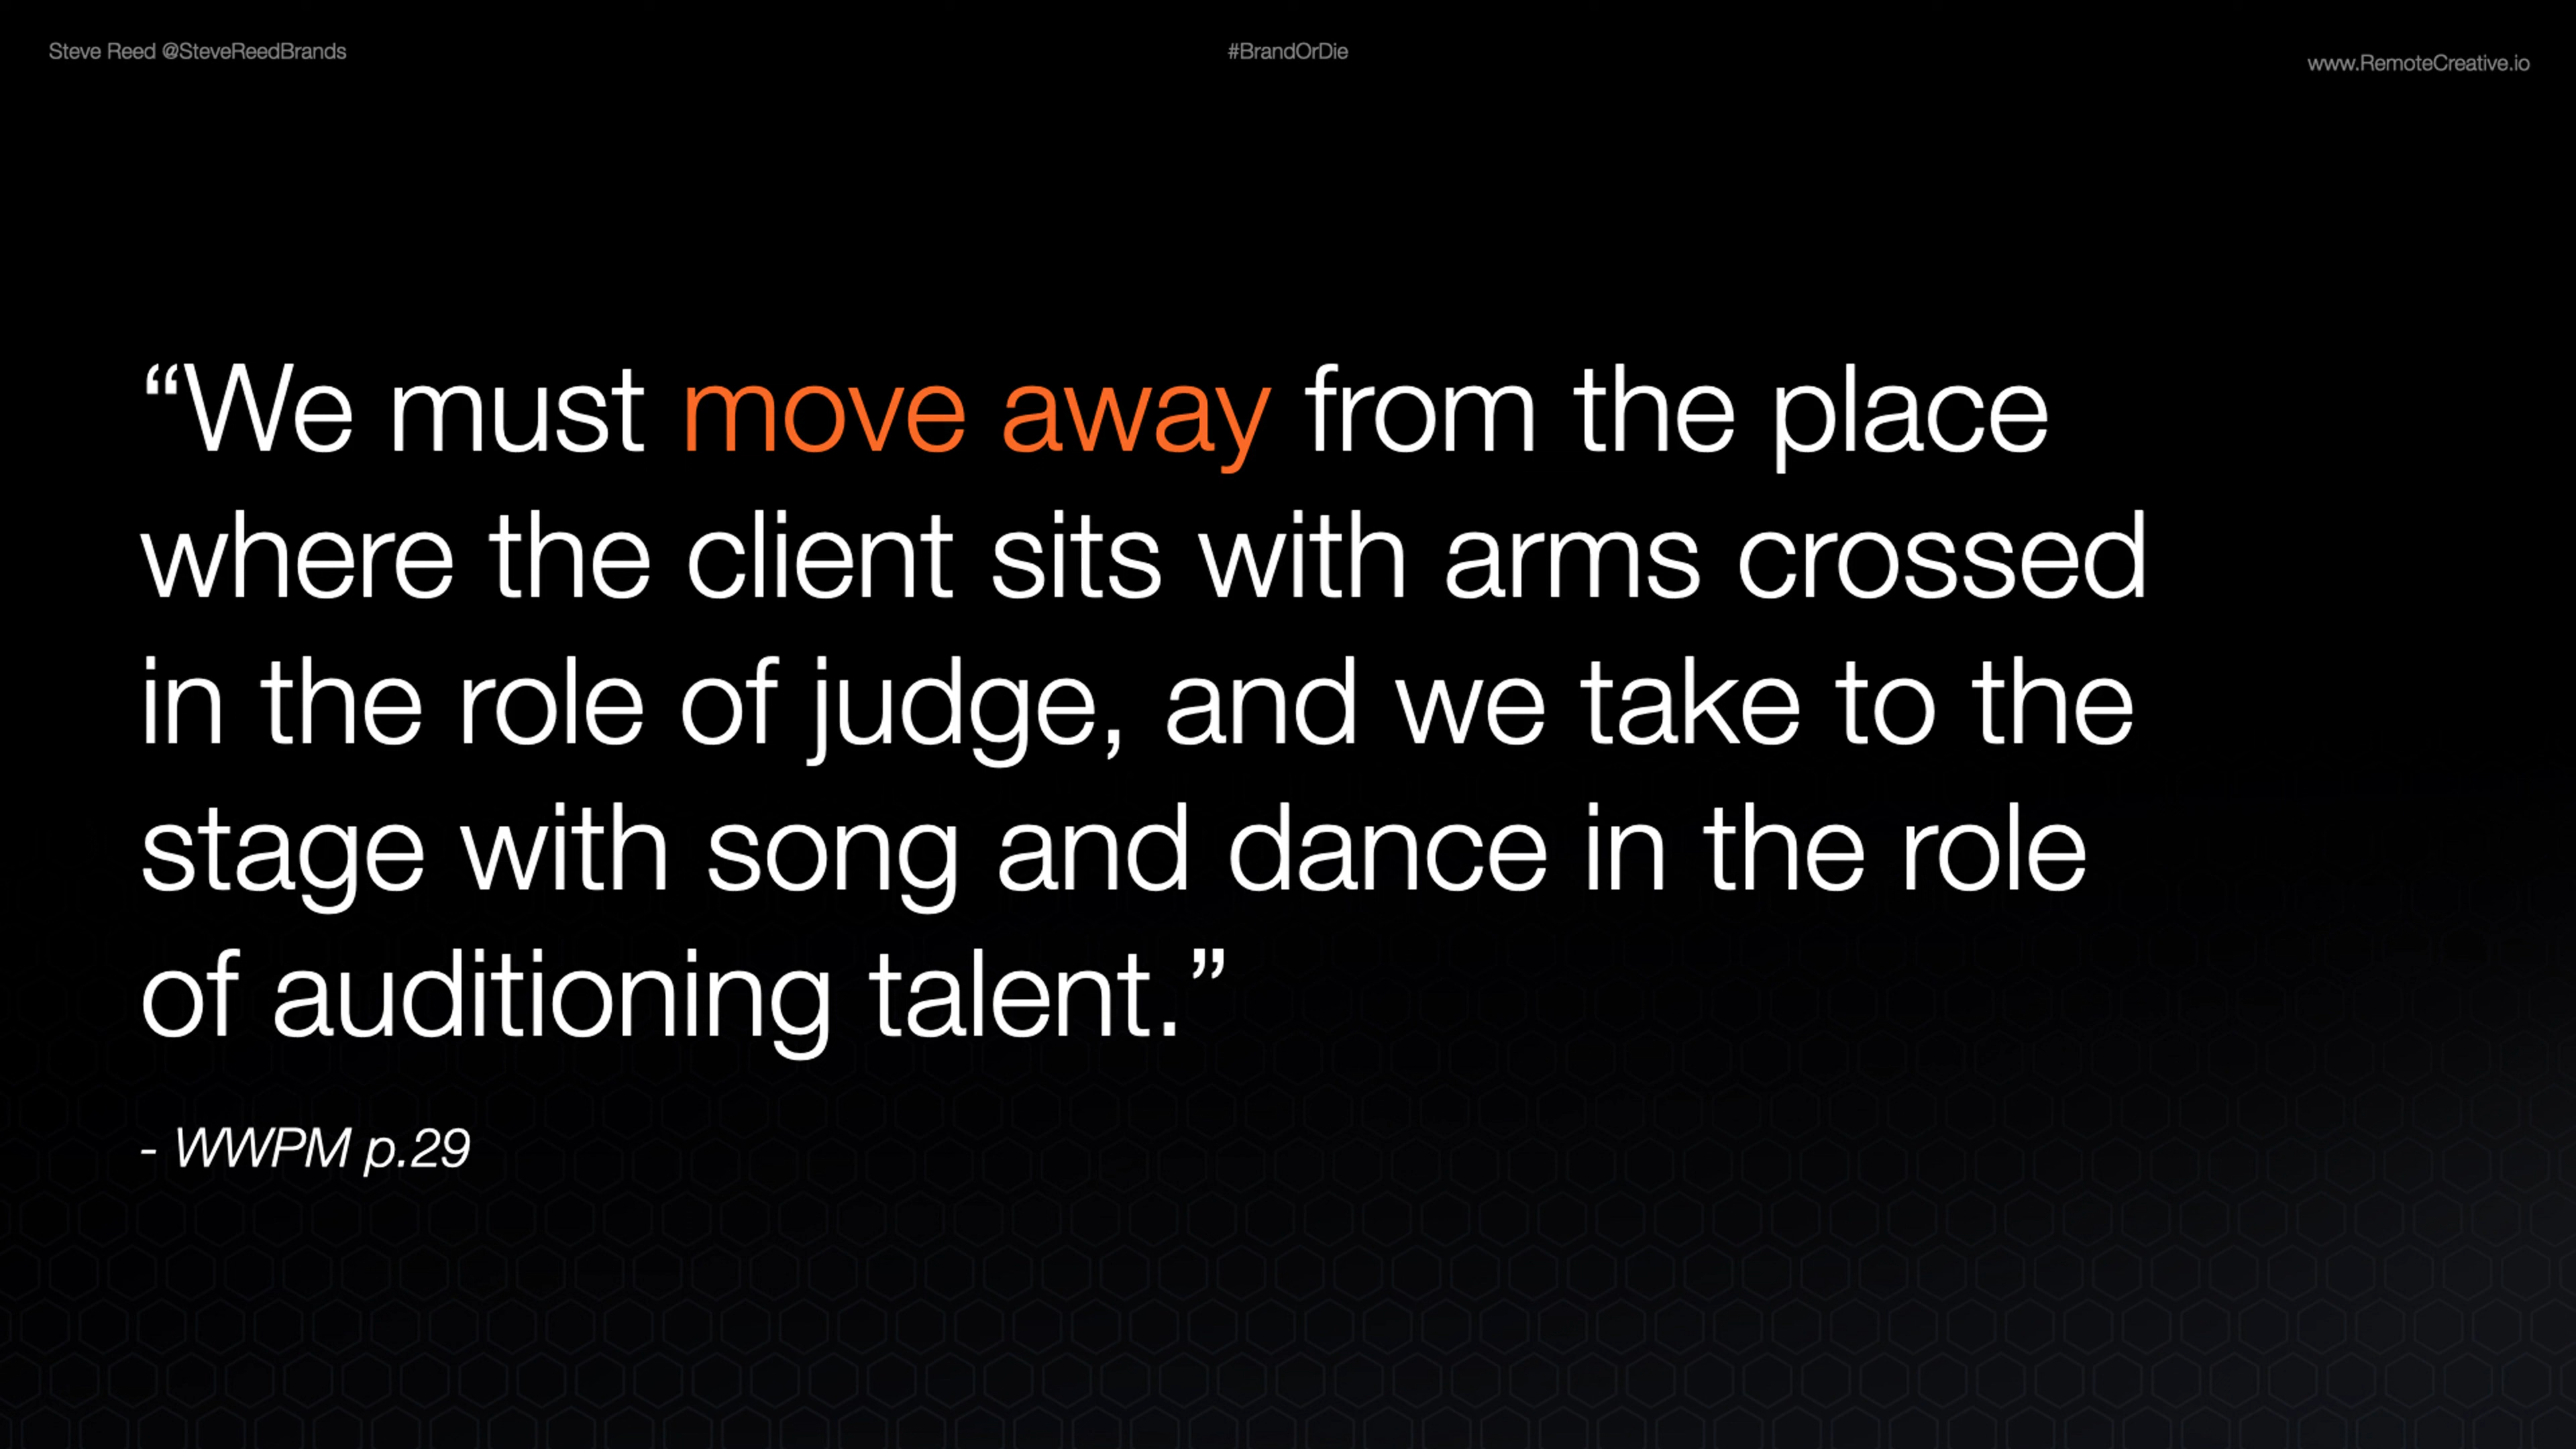 Steve Reed @SteveReedBrands
#BrandOrDie
www.RemoteCreative.io
“We must move away from the place
where the client sits with arms crossed
in the role of judge, and we take to the
stage with song and dance in the role
of auditioning talent.”
- WWPM p.29